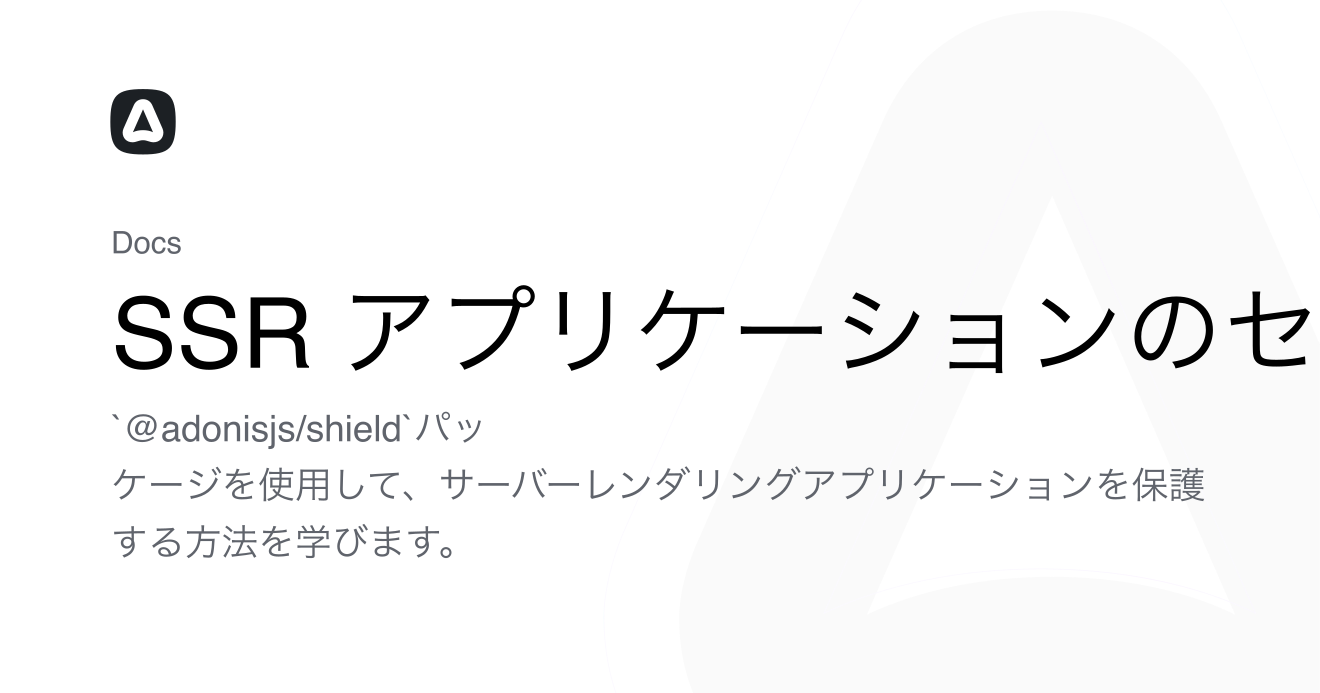 Docs
SSR アプリケーションのセ
`@adonisjs/shield`パッ
ケージを使用して、サーバーレンダリングアプリケーションを保護
する方法を学びます。